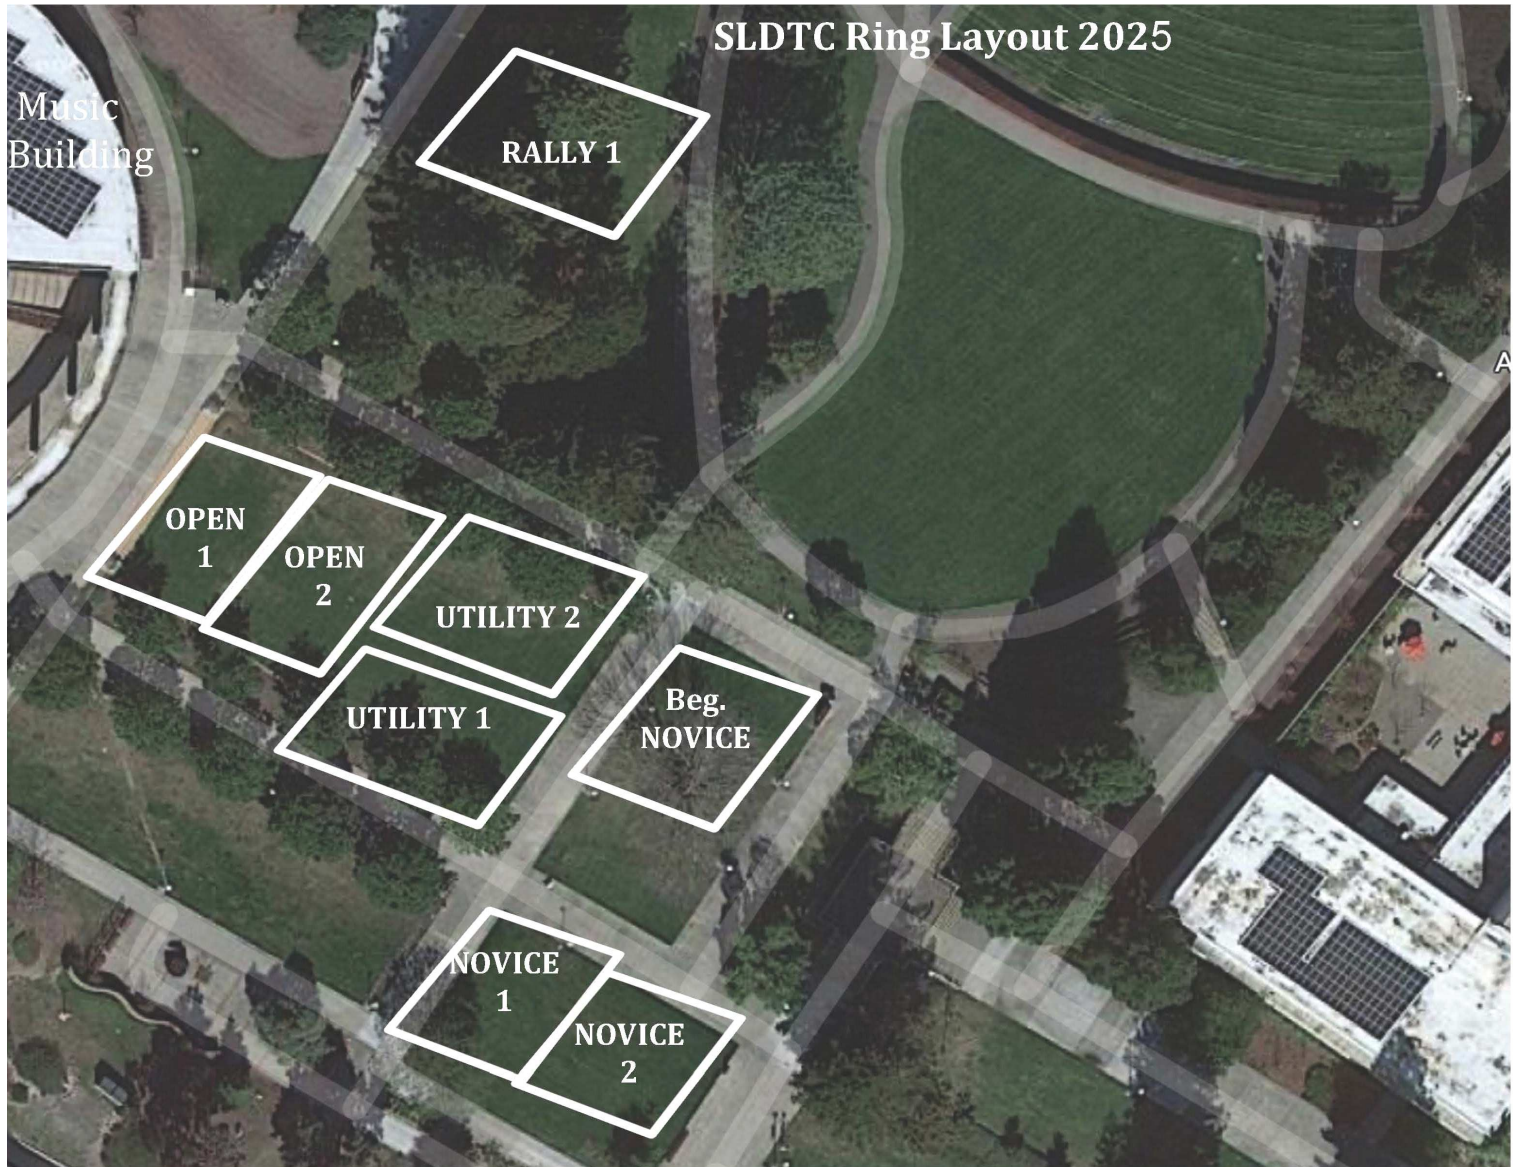 SLDTC Ring Layout 2025
Music
Building
RALLY 1
A
OPEN
1
OPEN
2
UTILITY 2
UTILITY 1
Beg.
NOVICE
NOVICE
1
NOVICE
2